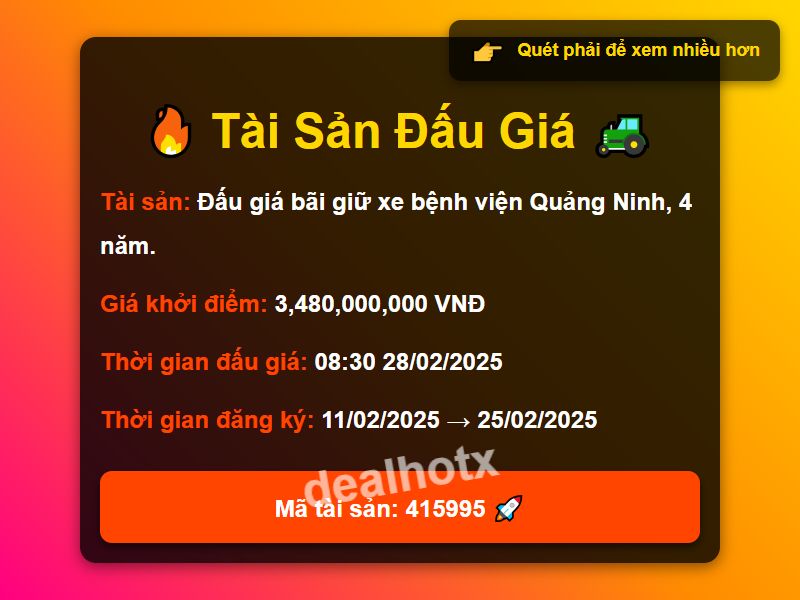 Quét phải để xem nhiều hơn
Tài Sản Đấu Giá
Tài sản: Đấu giá bãi giữ xe bệnh viện Quảng Ninh, 4
năm.
Giá khởi điểm: 3,480,000,000 VNĐ
Thời gian đấu giá: 08:30 28/02/2025
Thời gian đăng ký: 11/02/2025 → 25/02/2025
dealhotx
Mã tài sản: 415995